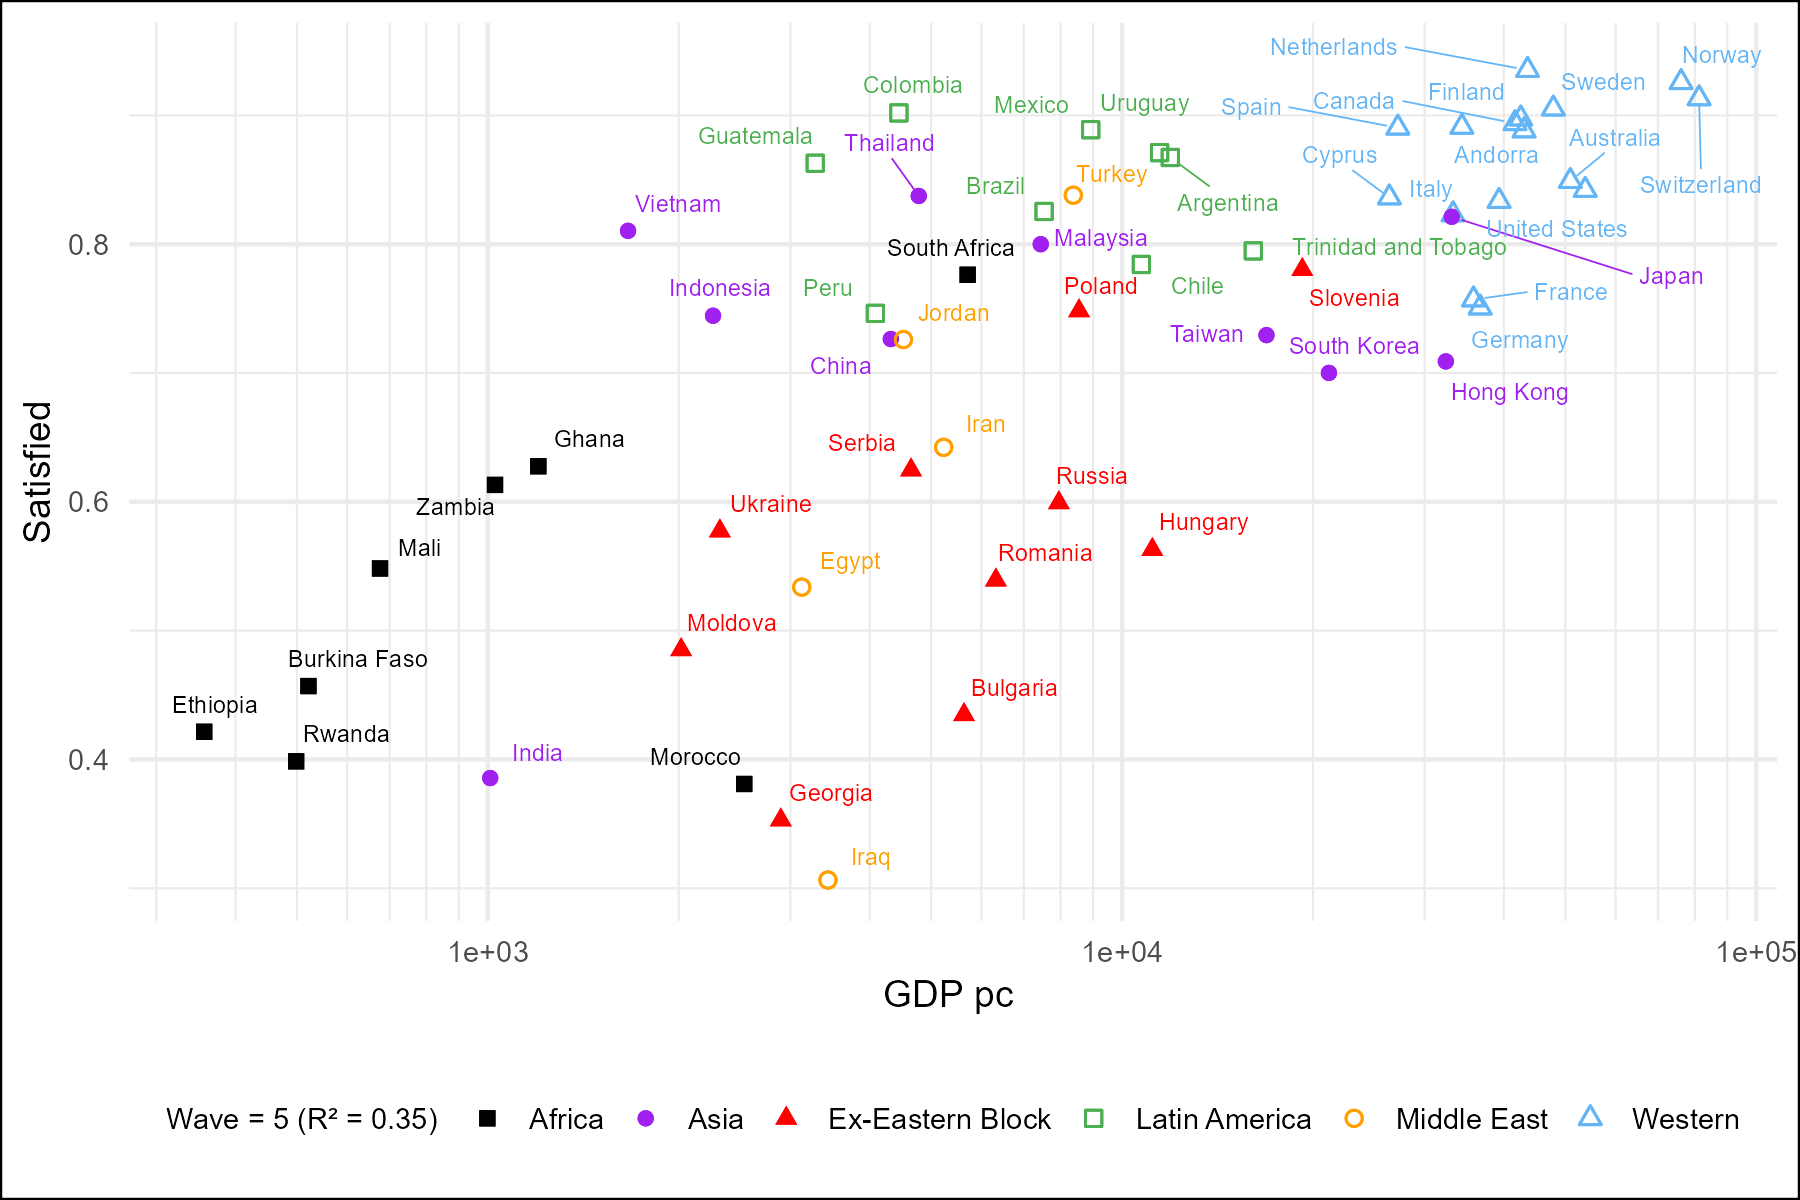 Netherlands
Norway
Colombia
Mexico
Uruguay
Spain
Canada
Finland
Sweden
Guatemala
Thailand
Cyprus
Andorra
Australia
Brazil
Turkey
Argentina
Italy
Switzerland
Vietnam
South Africa
Malaysia
Trinidad and Tobago
United States
Japan
Indonesia
Peru
Jordan
Poland
Chile
Slovenia
France
China
Taiwan
South Korea
Germany
Hong Kong
Ghana
Serbia
Iran
Zambia
Ukraine
Russia
Mali
Egypt
Romania
Hungary
Burkina Faso
Moldova
Ethiopia
Rwanda
Bulgaria
India
Morocco
Georgia
Iraq
0.8
0.6
0.4
Satisfied
1e+03
1e+04
1e+05
GDP pc
Wave = 5 (R² = 0.35) Africa Asia Ex-Eastern Block Latin America Middle East Western